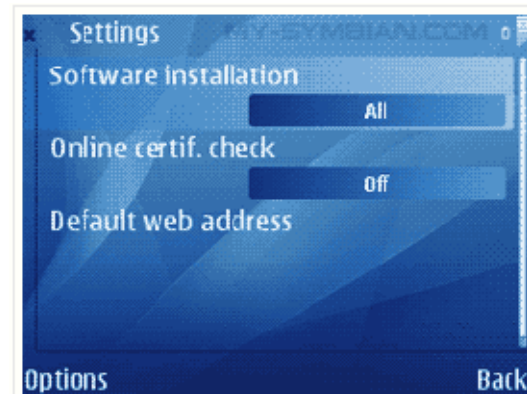 Settings
MY-SYMBIAN.COM
Software installation
All
Online certif. check
Off
Default web address
Options
Back